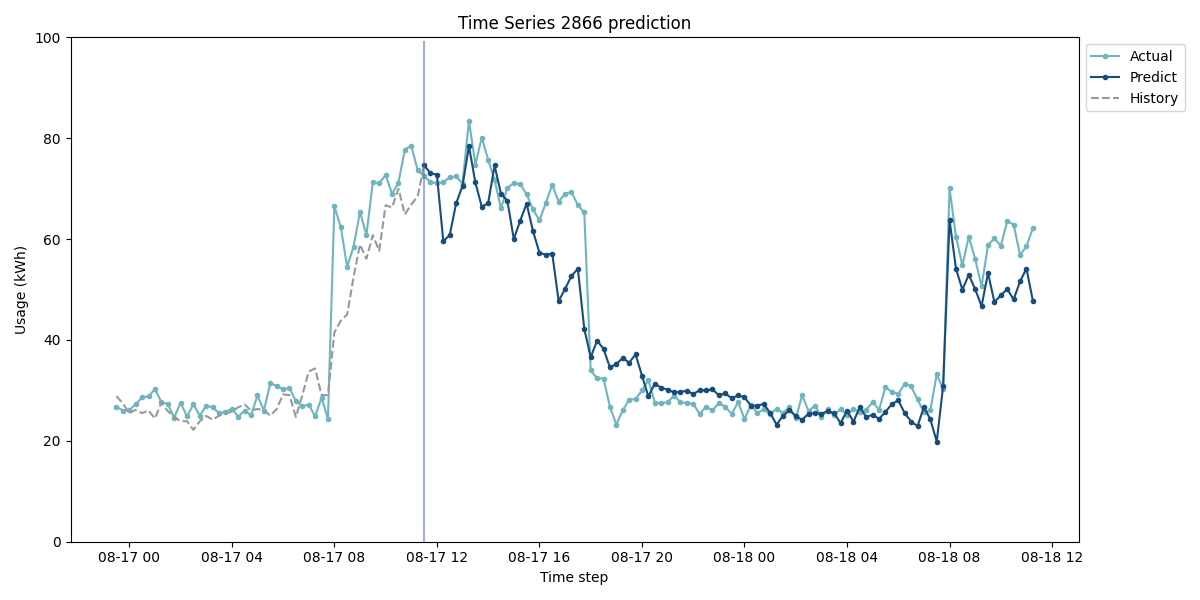 Time Series 2866 prediction
Usage (kWh)
100
80
60
40
20
0
08-17 00
08-17 04
08-17 08
08-17 12
08-17 16
08-17 20
08-18 00
08-18 04
08-18 08
08-18 12
Time step
Actual
Predict
History